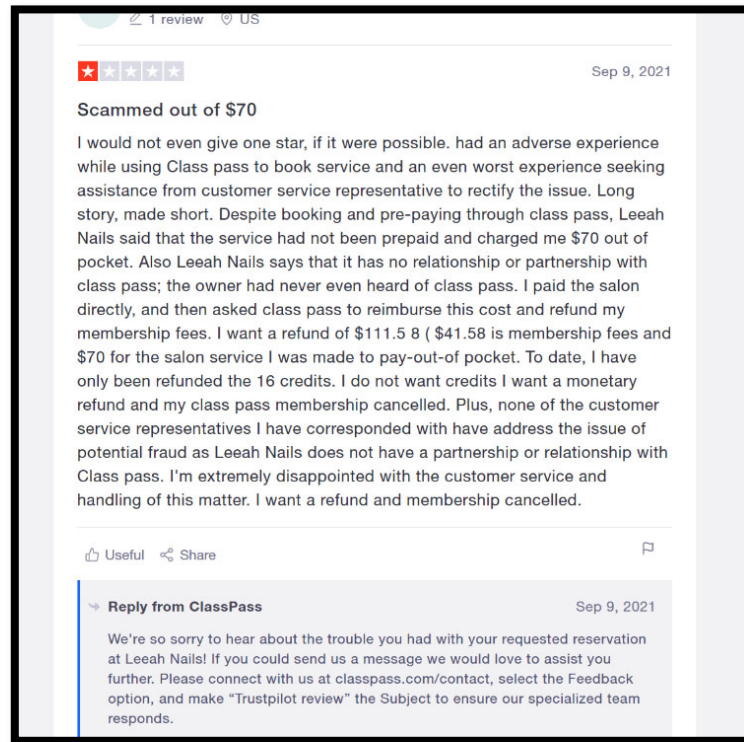 1 review US
Sep 9, 2021
Scammed out of $70
I would not even give one star, if it were possible. had an adverse experience
while using Class pass to book service and an even worst experience seeking
assistance from customer service representative to rectify the issue. Long
story, made short. Despite booking and pre-paying through class pass, Leeah
Nails said that the service had not been prepaid and charged me $70 out of
pocket. Also Leeah Nails says that it has no relationship or partnership with
class pass; the owner had never even heard of class pass. I paid the salon
directly, and then asked class pass to reimburse this cost and refund my
membership fees. I want a refund of $111.5 8 ( $41.58 is membership fees and
$70 for the salon service I was made to pay-out-of pocket. To date, I have
only been refunded the 16 credits. I do not want credits I want a monetary
refund and my class pass membership cancelled. Plus, none of the customer
service representatives I have corresponded with have address the issue of
potential fraud as Leeah Nails does not have a partnership or relationship with
Class pass. I'm extremely disappointed with the customer service and
handling of this matter. I want a refund and membership cancelled.
Useful Share
Reply from ClassPass Sep 9, 2021
We're so sorry to hear about the trouble you had with your requested reservation
at Leeah Nails! If you could send us a message we would love to assist you
further. Please connect with us at classpass.com/contact, select the Feedback
option, and make “Trustpilot review” the Subject to ensure our specialized team
responds.